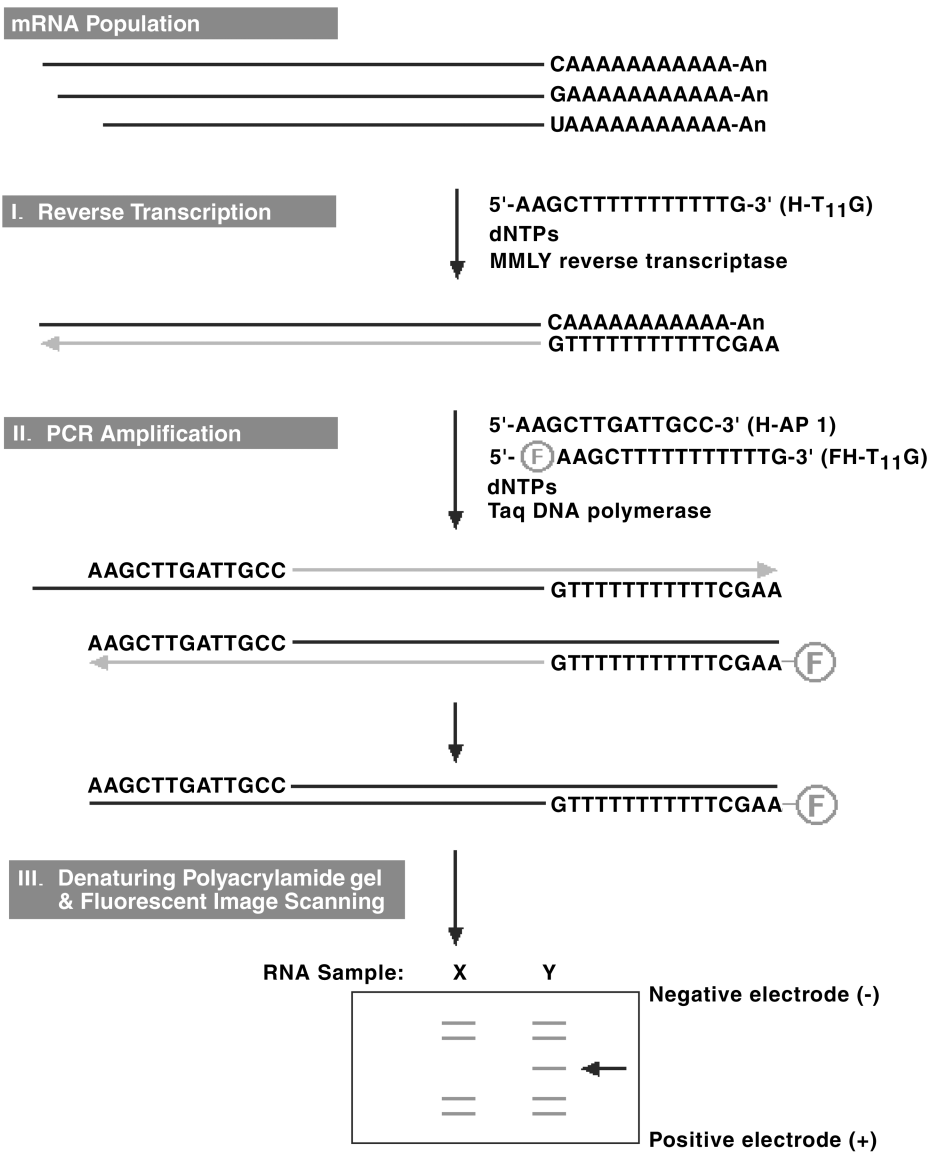 mRNA Population
CAAAAAAAAAAA-An
GAAAAAAAAAAA-An
UAAAAAAAAAAA-An
I. Reverse Transcription
5'-AAGCTTTTTTTTTTTG-3' (H-T11G)
dNTPs
MMLY reverse transcriptase
CAAAAAAAAAAA-An
GTTTTTTTTTTTCGAA
II. PCR Amplification
5'-AAGCTTGATTGCC-3' (H-AP 1)
5'- F AAGCTTTTTTTTTTTG-3' (FH-T11G)
dNTPs
Taq DNA polymerase
AAGCTTGATTGCC
GTTTTTTTTTTTCGAA
AAGCTTGATTGCC
GTTTTTTTTTTTCGAA F
AAGCTTGATTGCC
GTTTTTTTTTTTCGAA F
III. Denaturing Polyacrylamide gel
& Fluorescent Image Scanning
RNA Sample: X Y
Negative electrode (-)
Positive electrode (+)